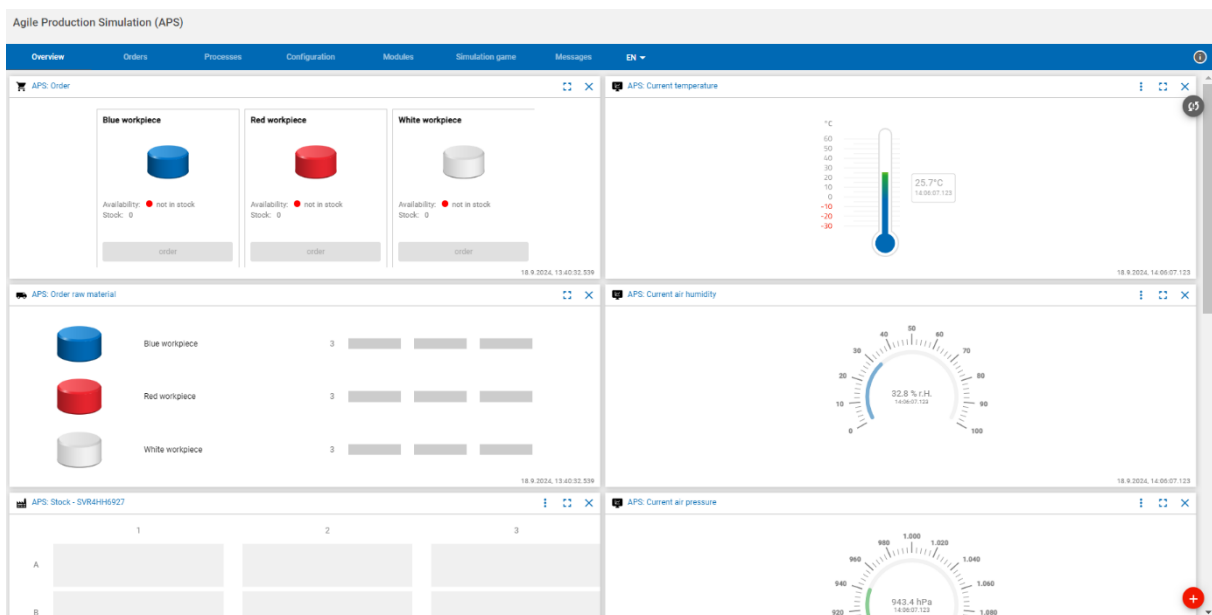 Agile Production Simulation (APS)
Overview Orders Processes Configuration Modules Simulation game Messages EN
APS: Order
Blue workpiece Red workpiece White workpiece
Availability: not in stock Availability: not in stock Availability: not in stock
Stock: 0 Stock: 0 Stock: 0
order order order
18.9.2024, 13:40:32.539
APS: Current temperature
°C
60
50
40
30
20
10
0
-10
-20
-30
25.7°C
14:06:07.123
18.9.2024, 14:06:07.123
APS: Order raw material
Blue workpiece 3
Red workpiece 3
White workpiece 3
18.9.2024, 13:40:32.539
APS: Current air humidity
0 10 20 30 40 50 60 70 80 90 100
32.8 % r.H.
14:06:07.123
18.9.2024, 14:06:07.123
APS: Stock - SVR4HH6927
1 2 3
A
B
APS: Current air pressure
920 940 960 980 1.000 1.020 1.040 1.060 1.080
943.4 hPa
14:06:07.123